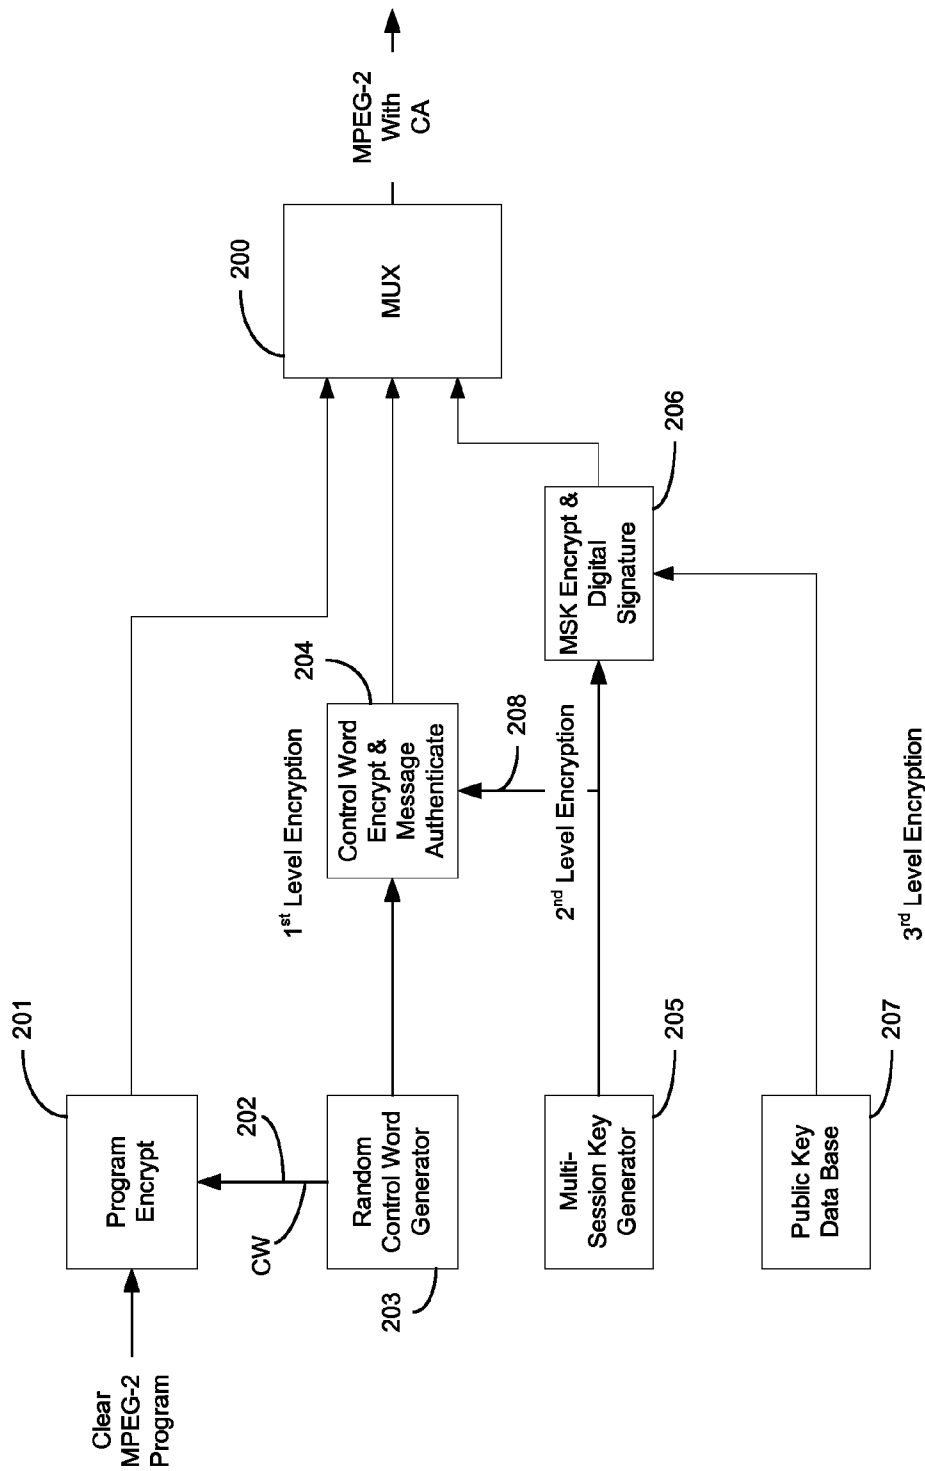 Clear
MPEG-2
Program
Program
Encrypt
201
202
CW
Random
Control Word
Generator
203
1st Level Encryption
Control Word
Encrypt &
Message
Authenticate
204
208
Multi-
Session Key
Generator
205
2nd Level Encryption
MSK Encrypt &
Digital
Signature
206
Public Key
Data Base
207
3rd Level Encryption
MUX
200
MPEG-2
With
CA